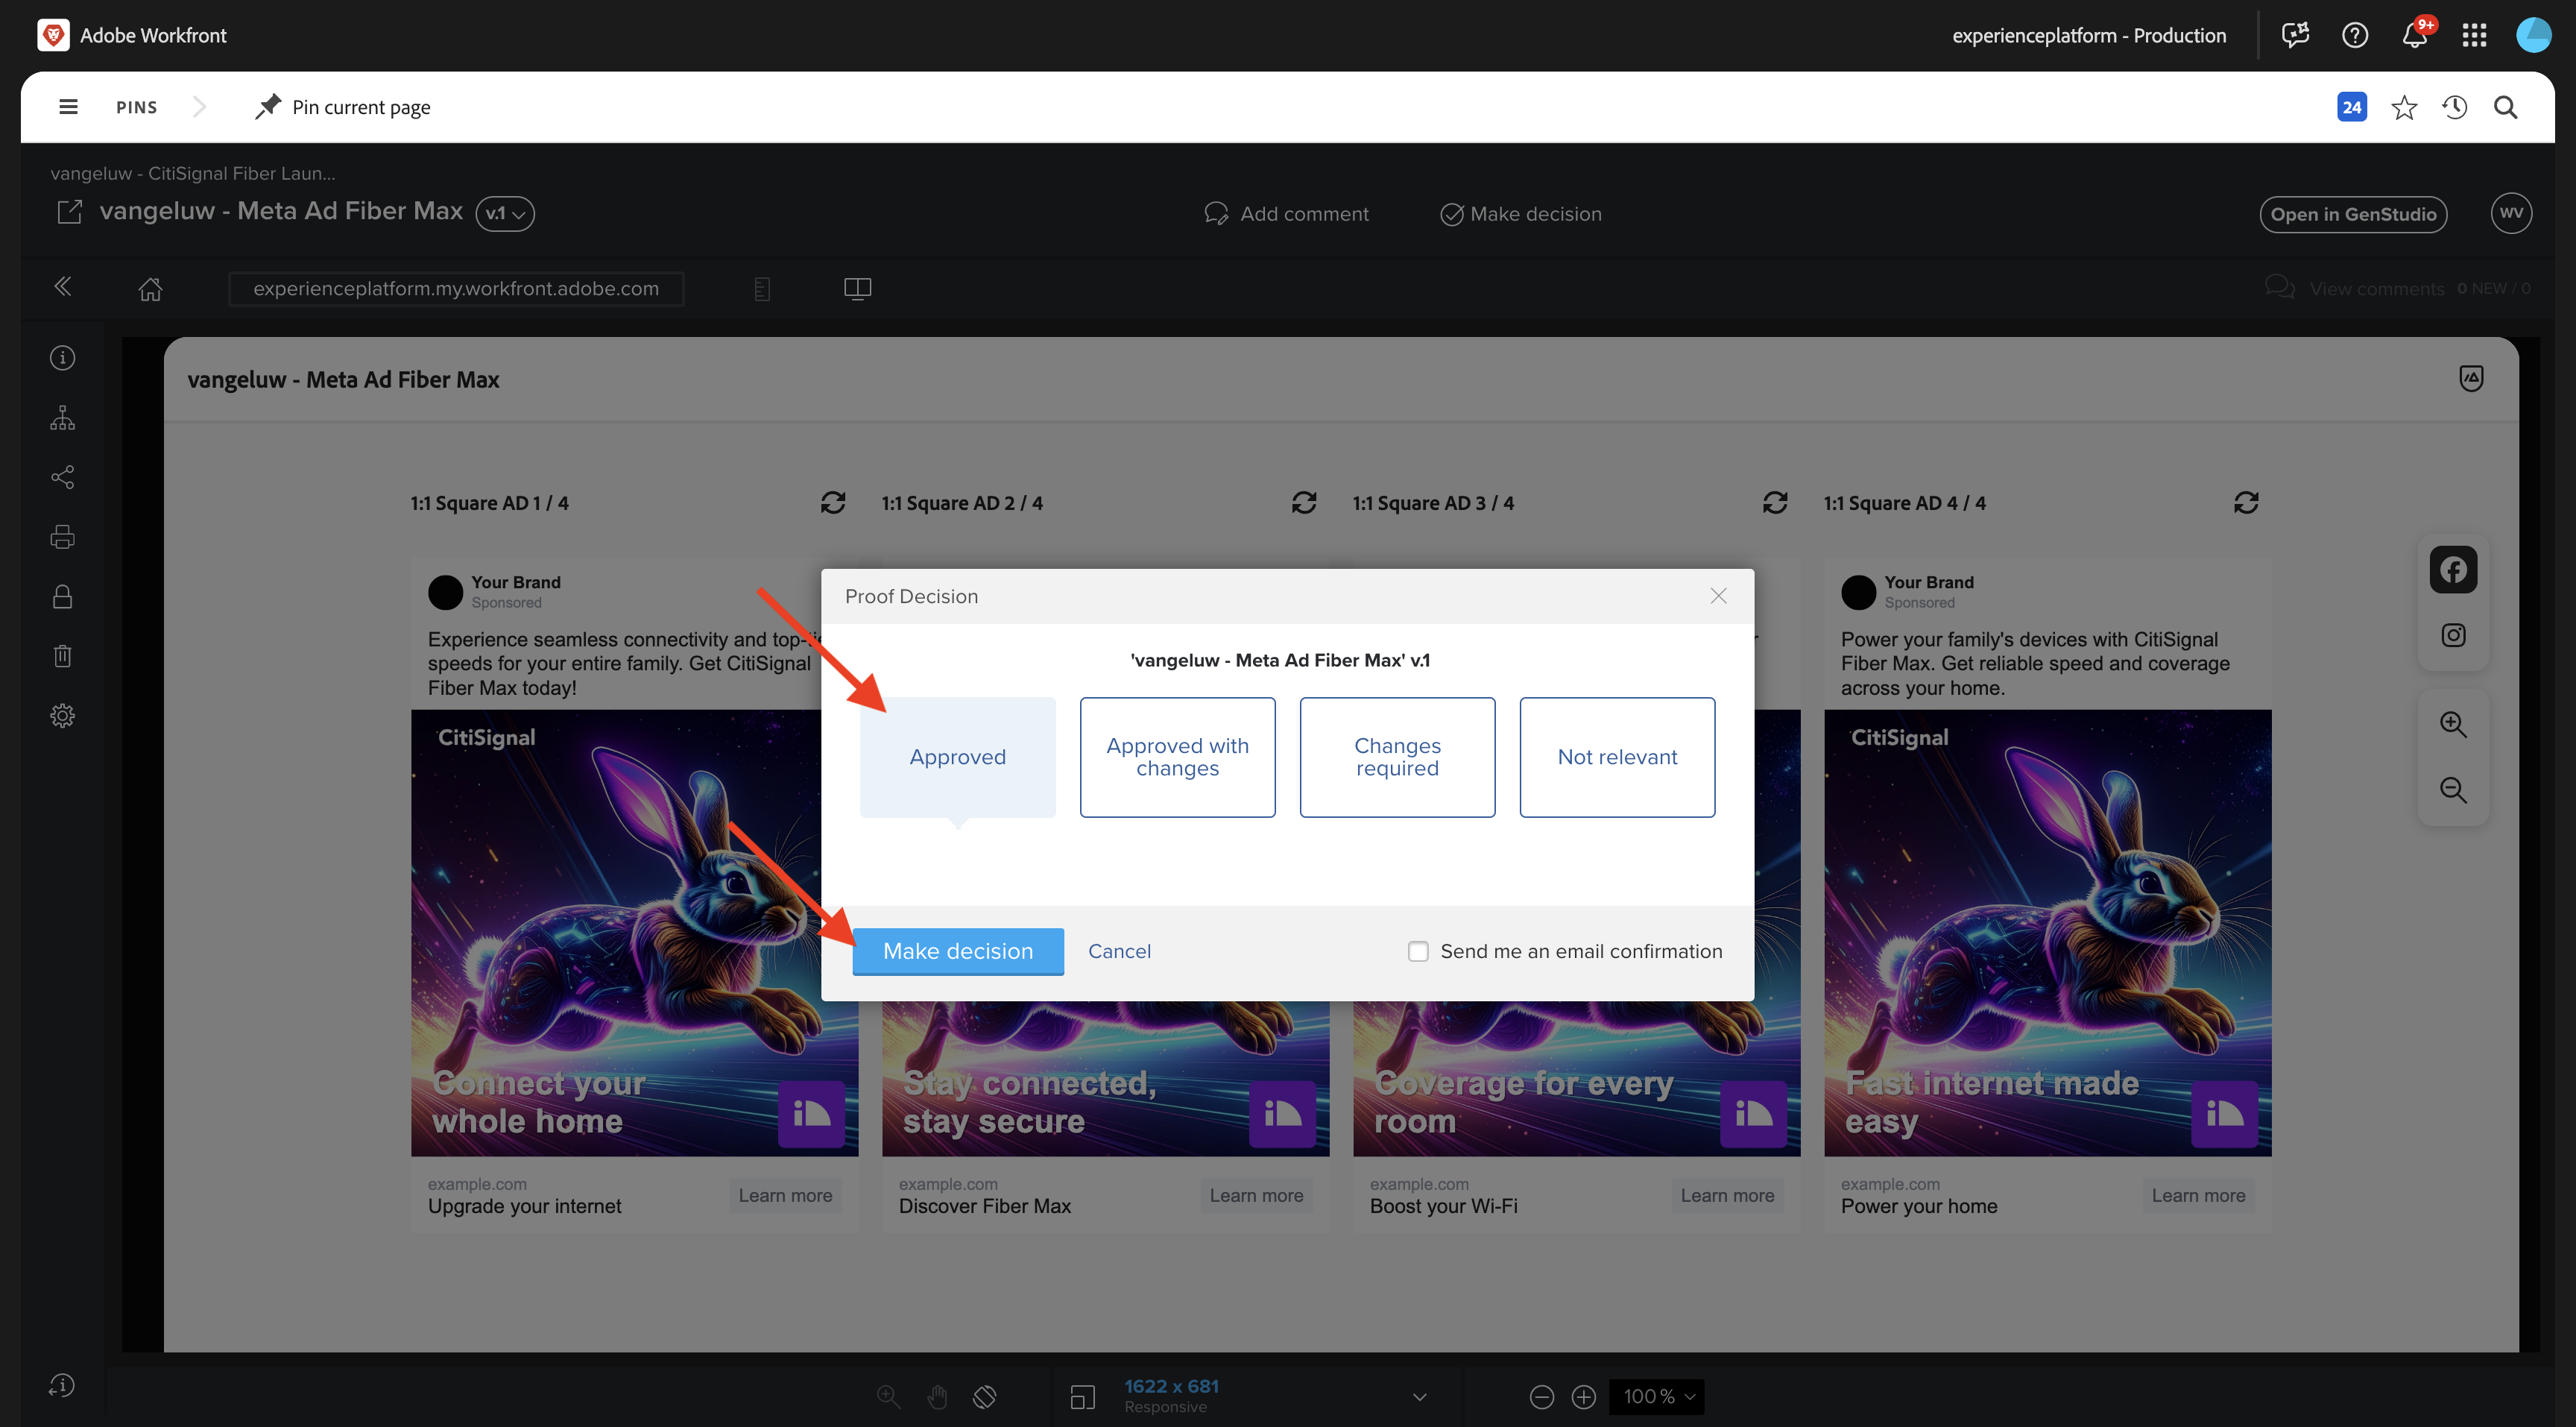 Adobe Workfront
experienceplatform - Production
9+
PINS
Pin current page
24
vangeluw - CitiSignal Fiber Laun...
vangeluw - Meta Ad Fiber Max
v.1
Add comment
Make decision
Open in GenStudio
WV
experienceplatform.my.workfront.adobe.com
View comments 0 NEW / 0
vangeluw - Meta Ad Fiber Max
1:1 Square AD 1 / 4
1:1 Square AD 2 / 4
1:1 Square AD 3 / 4
1:1 Square AD 4 / 4
Your Brand
Sponsored
Experience seamless connectivity and
speeds for your entire family. Get CitiSignal
Fiber Max today!
CitiSignal
Connect your
whole home
example.com
Upgrade your internet
Learn more
Stay connected,
stay secure
example.com
Discover Fiber Max
Learn more
Coverage for every
room
example.com
Boost your Wi-Fi
Learn more
Your Brand
Sponsored
Power your family's devices with CitiSignal
Fiber Max. Get reliable speed and coverage
across your home.
CitiSignal
Fast internet made
easy
example.com
Power your home
Learn more
Proof Decision
'vangeluw - Meta Ad Fiber Max' v.1
Approved
Approved with
changes
Changes
required
Not relevant
Make decision
Cancel
Send me an email confirmation
1622 x 681
Responsive
100 %